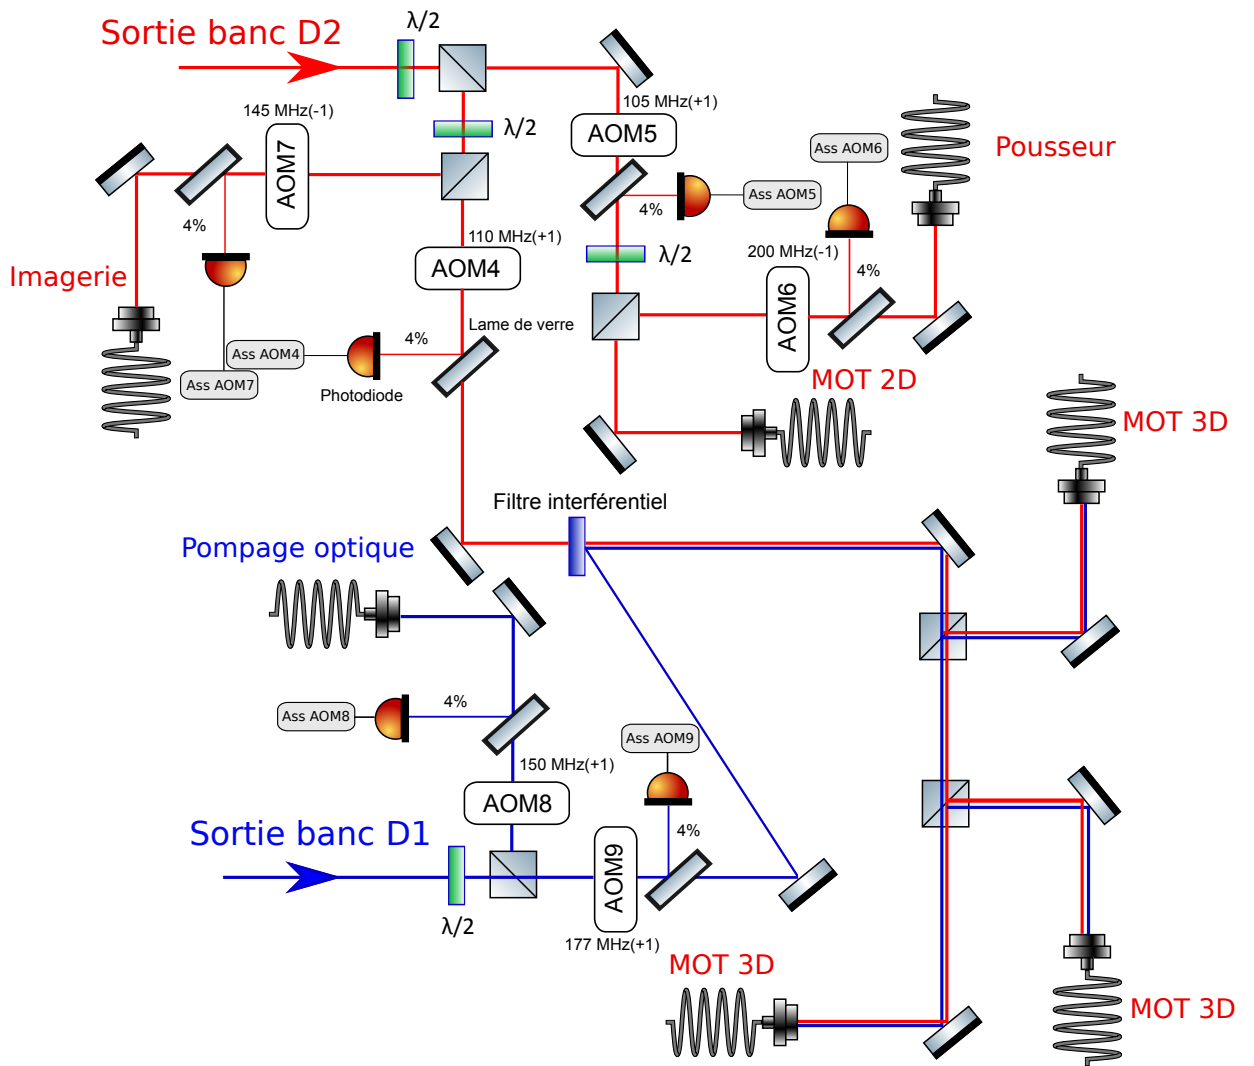 Sortie banc D2
λ/2
145 MHz(-1)
AOM7
λ/2
105 MHz(+1)
AOM5
Ass AOM6
Pousseur
4%
Ass AOM5
4%
110 MHz(+1)
AOM4
λ/2
200 MHz(-1)
AOM6
4%
Imagerie
Lame de verre
4%
Ass AOM4
Ass AOM7
Photodiode
MOT 2D
MOT 3D
Filtre interférentiel
Pompage optique
4%
Ass AOM8
Ass AOM9
150 MHz(+1)
AOM8
Sortie banc D1
4%
AOM9
λ/2
177 MHz(+1)
MOT 3D
MOT 3D